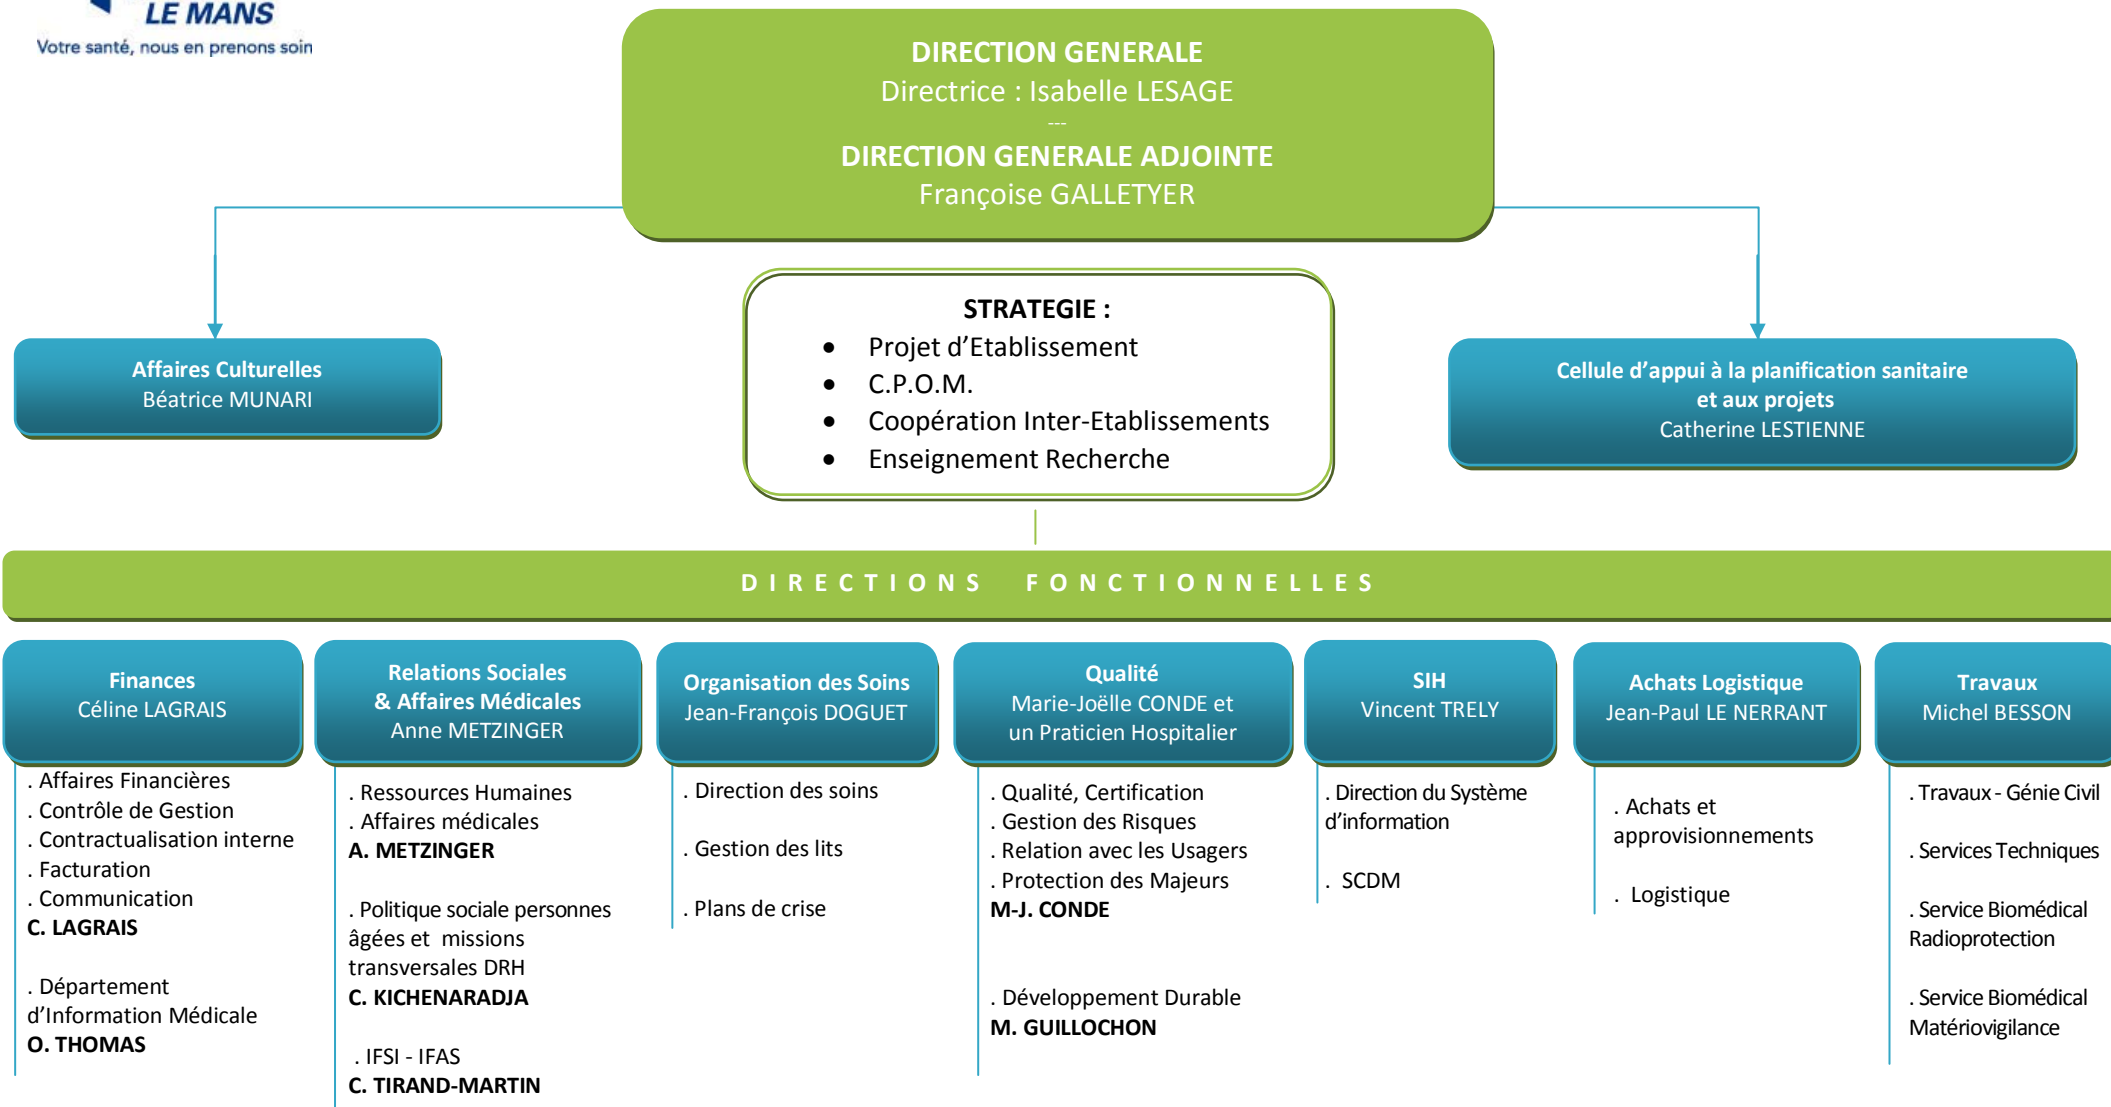 LE MANS
Votre santé, nous en prenons soin
DIRECTION GENERALE
Directrice : Isabelle LESAGE
---
DIRECTION GENERALE ADJOINTE
Françoise GALLETYER
STRATEGIE :
• Projet d’Etablissement
• C.P.O.M.
• Coopération Inter-Etablissements
• Enseignement Recherche
Affaires Culturelles
Béatrice MUNARI
Cellule d’appui à la planification sanitaire
et aux projets
Catherine LESTIENNE
DIRECTIONS FONCTIONNELLES
Finances
Céline LAGRAIS
. Affaires Financières
. Contrôle de Gestion
. Contractualisation interne
. Facturation
. Communication
C. LAGRAIS
. Département
d’Information Médicale
O. THOMAS
Relations Sociales
& Affaires Médicales
Anne METZINGER
. Ressources Humaines
. Affaires médicales
A. METZINGER
. Politique sociale personnes
âgées et missions
transversales DRH
C. KICHENARADJA
. IFSI - IFAS
C. TIRAND-MARTIN
Organisation des Soins
Jean-François DOGUET
. Direction des soins
. Gestion des lits
. Plans de crise
Qualité
Marie-Joëlle CONDE et
un Praticien Hospitalier
. Qualité, Certification
. Gestion des Risques
. Relation avec les Usagers
. Protection des Majeurs
M-J. CONDE
. Développement Durable
M. GUILLOCHON
SIH
Vincent TRELY
. Direction du Système
d’information
. SCDM
Achats Logistique
Jean-Paul LE NERRANT
. Achats et
approvisionnements
. Logistique
Travaux
Michel BESSON
. Travaux - Génie Civil
. Services Techniques
. Service Biomédical
Radioprotection
. Service Biomédical
Matériovigilance